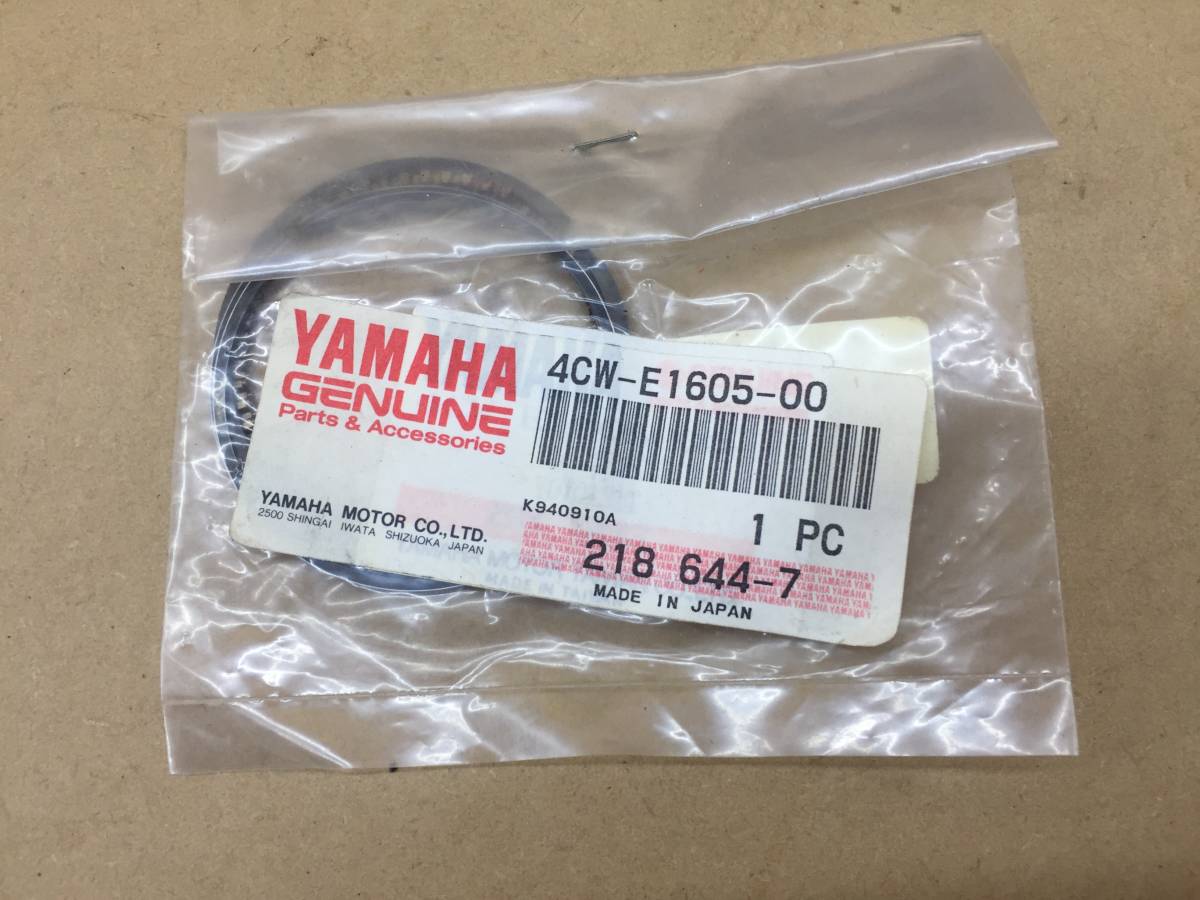 YAMAHA
GENUINE
Parts & Accessories
YAMAHA MOTOR CO.,LTD.
2500 SHINGAI IWATA SHIZUOKA JAPAN
4CW-E1605-00
K940910A
1 PC
218 644-7
MADE IN JAPAN